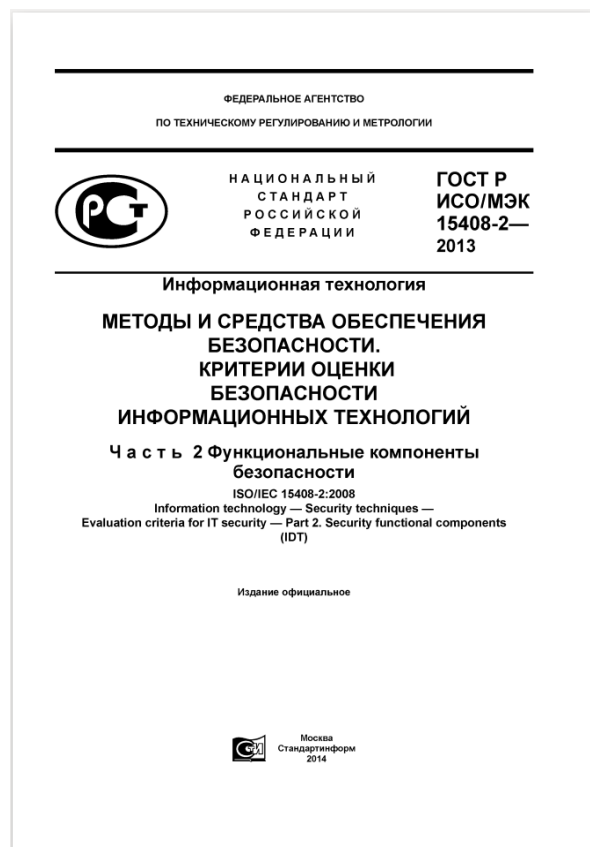 ФЕДЕРАЛЬНОЕ АГЕНТСТВО
ПО ТЕХНИЧЕСКОМУ РЕГУЛИРОВАНИЮ И МЕТРОЛОГИИ
РСТ
НАЦИОНАЛЬНЫЙ
СТАНДАРТ
РОССИЙСКОЙ
ФЕДЕРАЦИИ
ГОСТ Р
ИСО/МЭК
15408-2—
2013
Информационная технология
МЕТОДЫ И СРЕДСТВА ОБЕСПЕЧЕНИЯ
БЕЗОПАСНОСТИ.
КРИТЕРИИ ОЦЕНКИ
БЕЗОПАСНОСТИ
ИНФОРМАЦИОННЫХ ТЕХНОЛОГИЙ
Ч а с т ь 2 Функциональные компоненты
безопасности
ISO/IEC 15408-2:2008
Information technology — Security techniques —
Evaluation criteria for IT security — Part 2. Security functional components
(IDT)
Издание официальное
Москва
Стандартинформ
2014